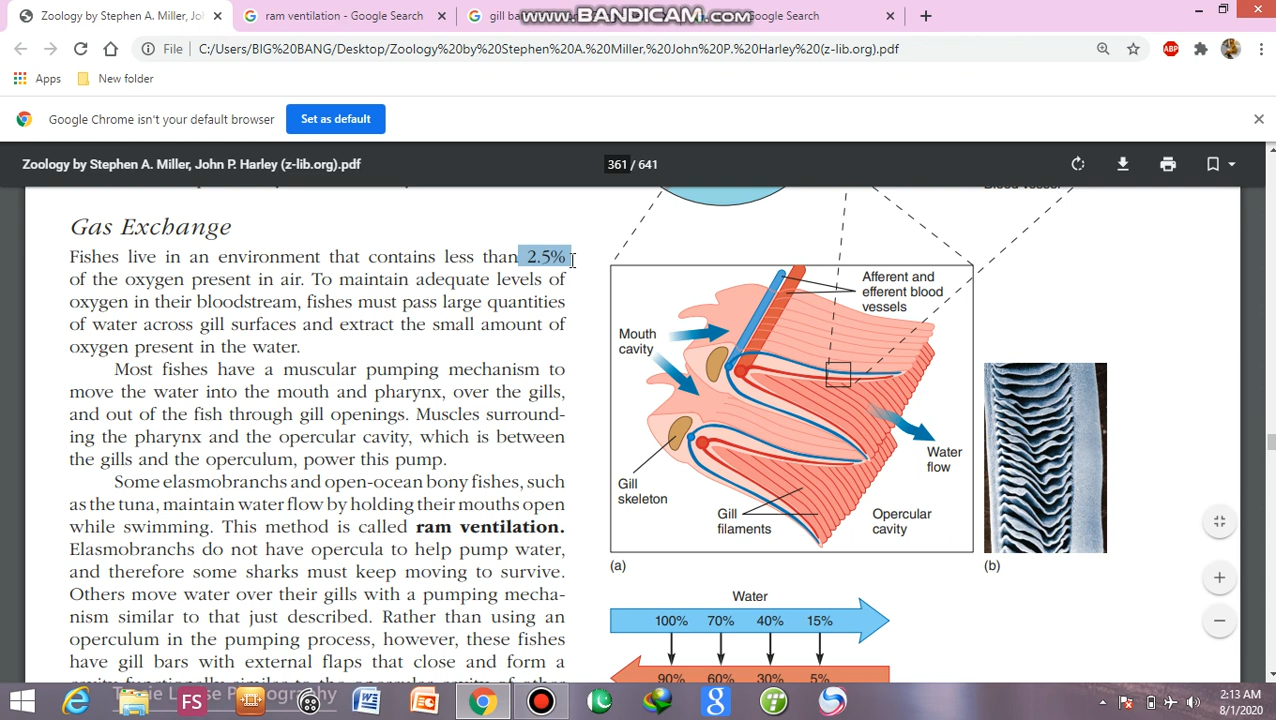 Zoology by Stephen A. Miller, Joh
ram ventilation - Google Search
gill ba
www.BANDICAM.com
Google Search
File
C:/Users/BIG%20BANG/Desktop/Zoology%20by%20Stephen%20A.%20Miller,%20John%20P.%20Harley%20(z-lib.org).pdf
ABP
Apps
New folder
Google Chrome isn't your default browser
Set as default
Zoology by Stephen A. Miller, John P. Harley (z-lib.org).pdf
361 / 641
Gas Exchange
Fishes live in an environment that contains less than 2.5%
of the oxygen present in air. To maintain adequate levels of
oxygen in their bloodstream, fishes must pass large quantities
of water across gill surfaces and extract the small amount of
oxygen present in the water.
Most fishes have a muscular pumping mechanism to
move the water into the mouth and pharynx, over the gills,
and out of the fish through gill openings. Muscles surround-
ing the pharynx and the opercular cavity, which is between
the gills and the operculum, power this pump.
Some elasmobranchs and open-ocean bony fishes, such
as the tuna, maintain water flow by holding their mouths open
while swimming. This method is called ram ventilation.
Elasmobranchs do not have opercula to help pump water,
and therefore some sharks must keep moving to survive.
Others move water over their gills with a pumping mecha-
nism similar to that just described. Rather than using an
operculum in the pumping process, however, these fishes
have gill bars with external flaps that close and form a
Blood vessel
Afferent and
efferent blood
vessels
Mouth
cavity
Water
flow
Gill
skeleton
Gill
filaments
Opercular
cavity
(a)
(b)
Water
100% 70% 40% 15%
90% 60% 30% 5%
FS
2:13 AM
8/1/2020